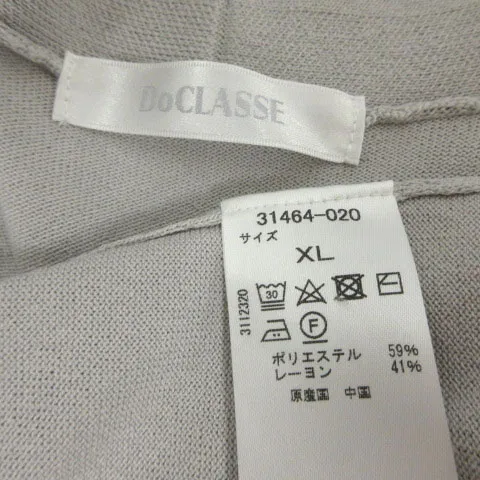 DoCLASSE
31464-020
サイズ
XL
30
F
3112320
ポリエステル 59%
レーヨン 41%
原産国 中国